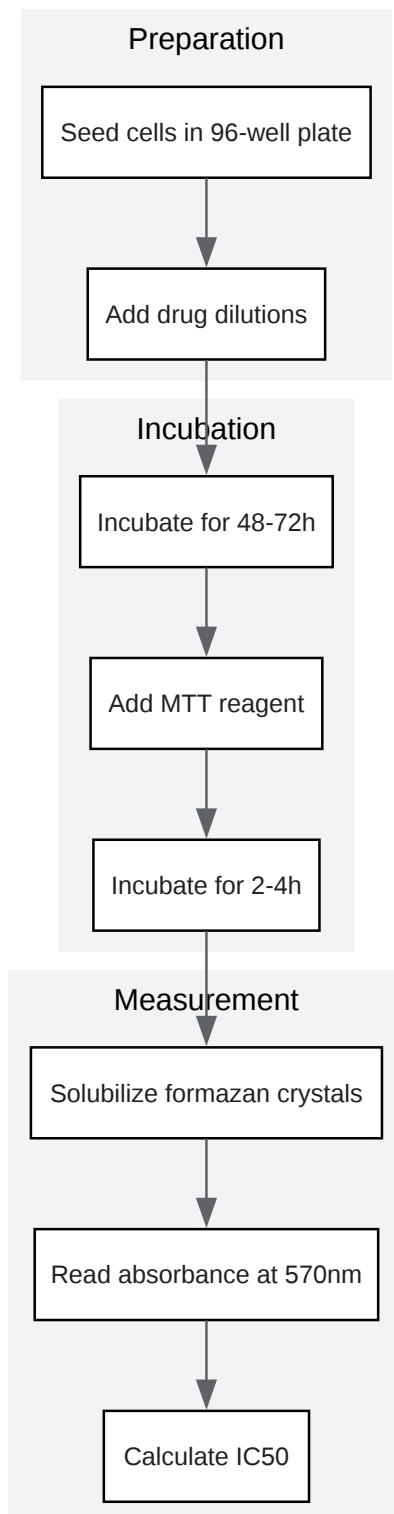 Preparation
Seed cells in 96-well plate
Add drug dilutions
Incubation
Incubate for 48-72h
Add MTT reagent
Incubate for 2-4h
Measurement
Solubilize formazan crystals
Read absorbance at 570nm
Calculate IC50